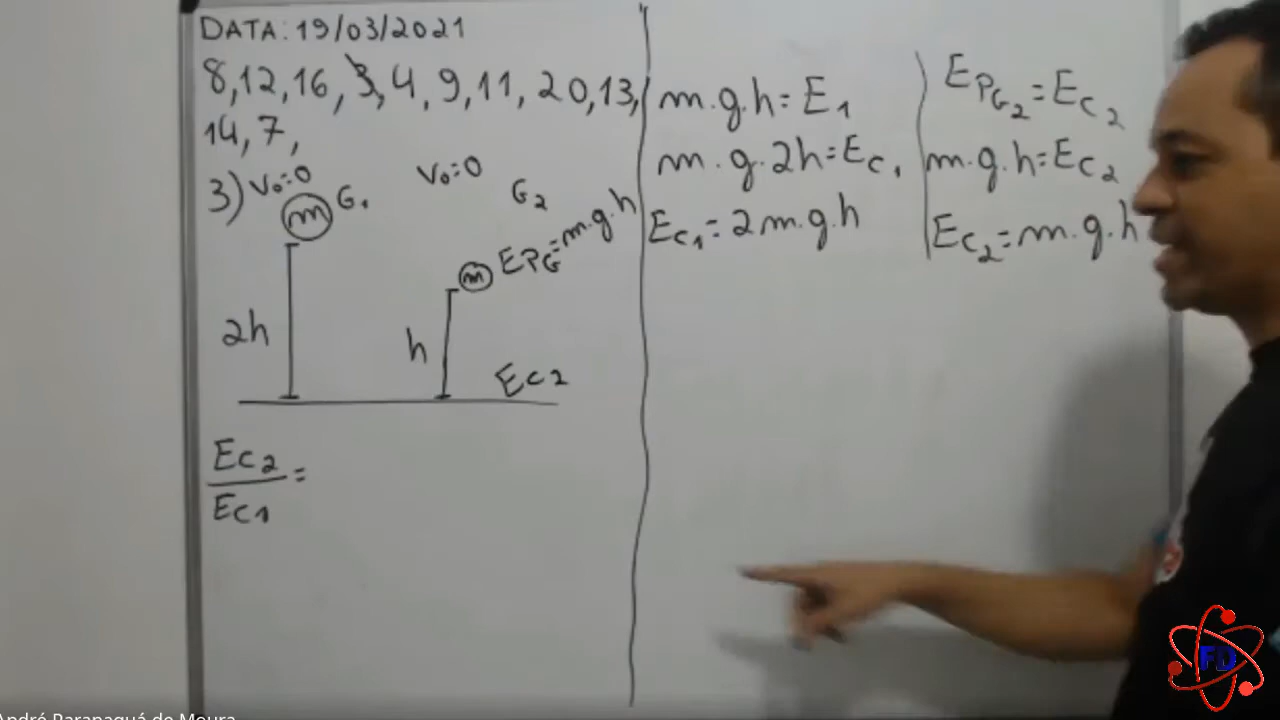 DATA: 19/03/2021
8,12,16,3,4,9,11,20,13,
14,7,
3) V₀=0
m G₁
2h
V₀=0
G₂
m EPG=m.g.h
h
Ec2
Ec2
Ec1 =
m.g.h=E₁
m.g.2h=Ec₁
Ec₁=2m.g.h
EPG₂=Ec₂
m.g.h=Ec₂
Ec₂=m.g.h
FD
André Paranaguá de Moura